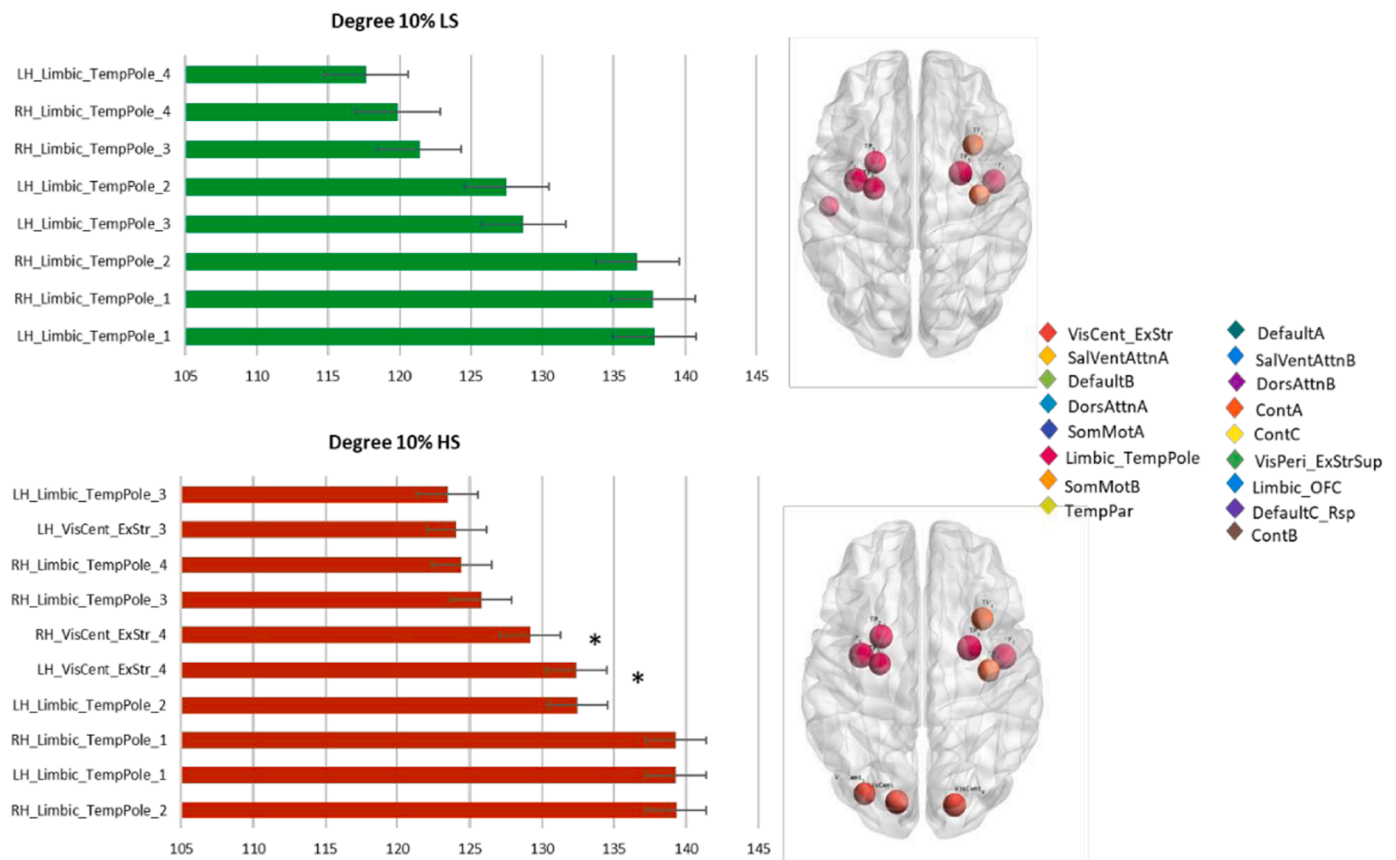 Degree 10% LS
LH_Limbic_TempPole_4
RH_Limbic_TempPole_4
RH_Limbic_TempPole_3
LH_Limbic_TempPole_2
LH_Limbic_TempPole_3
RH_Limbic_TempPole_2
RH_Limbic_TempPole_1
LH_Limbic_TempPole_1
105 110 115 120 125 130 135 140 145
VisCent_ExStr
SalVentAttnA
DefaultB
DorsAttnA
SomMotA
Limbic_TempPole
SomMotB
TempPar
DefaultA
SalVentAttnB
DorsAttnB
ContA
ContC
VisPeri_ExStrSup
Limbic_OFC
DefaultC_Rsp
ContB
Degree 10% HS
LH_Limbic_TempPole_3
LH_VisCent_ExStr_3
RH_Limbic_TempPole_4
RH_Limbic_TempPole_3
RH_VisCent_ExStr_4
*
LH_VisCent_ExStr_4
*
LH_Limbic_TempPole_2
RH_Limbic_TempPole_1
LH_Limbic_TempPole_1
RH_Limbic_TempPole_2
105 110 115 120 125 130 135 140 145